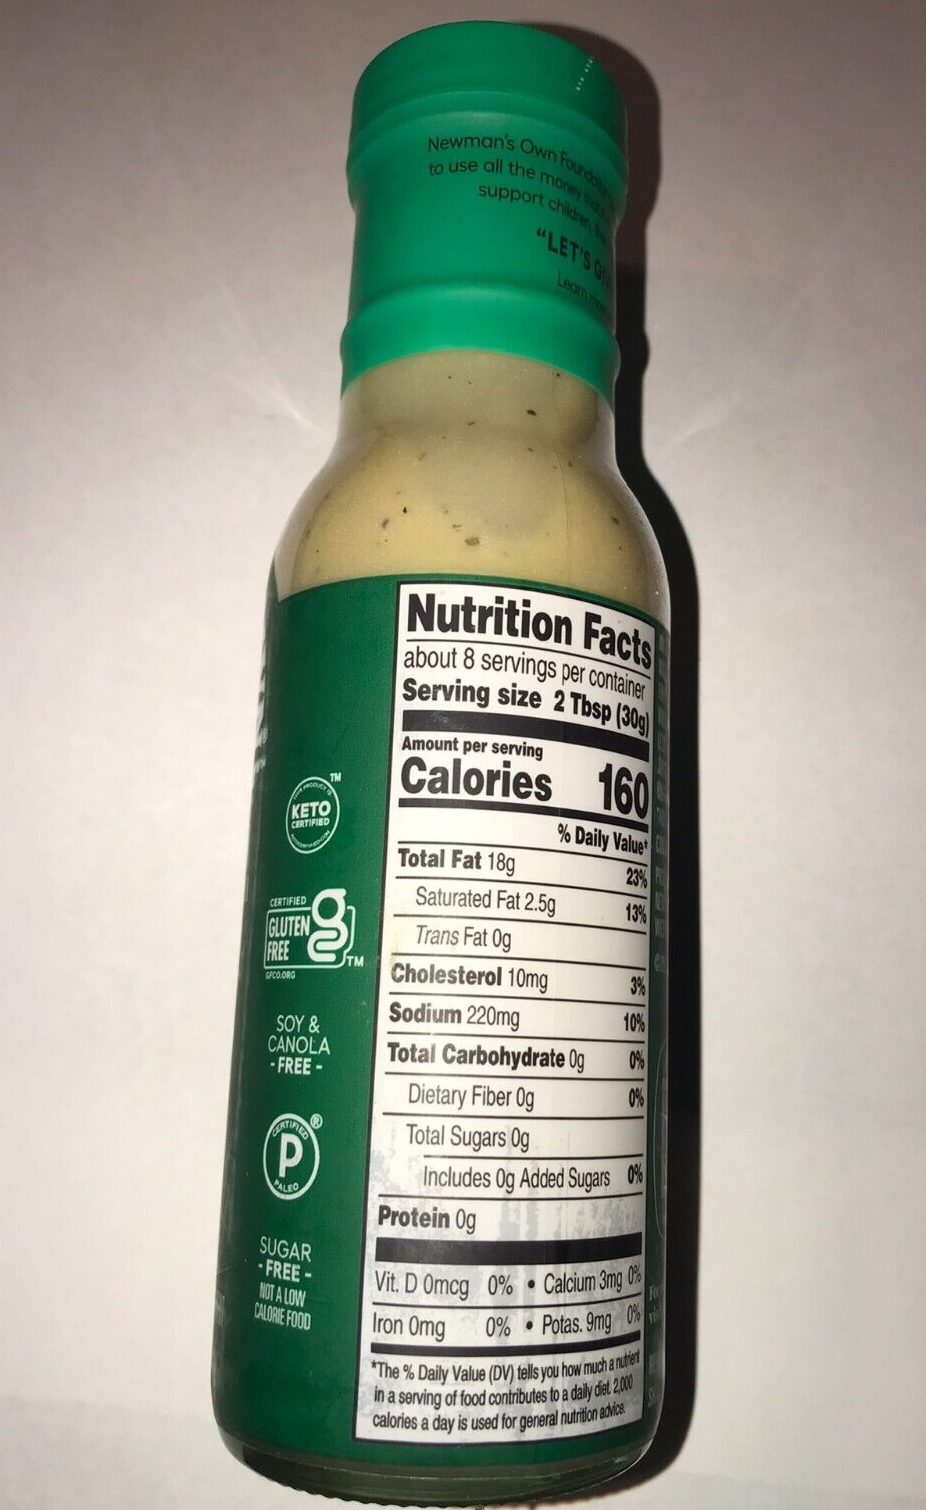 Newman's Own Foundation
to use all the money that
support children,
"LET'S
Learn more
Nutrition Facts
about 8 servings per container
Serving size 2 Tbsp (30g)
Amount per serving
Calories 160
% Daily Value*
Total Fat 18g 23%
Saturated Fat 2.5g 13%
Trans Fat 0g
Cholesterol 10mg 3%
Sodium 220mg 10%
Total Carbohydrate 0g 0%
Dietary Fiber 0g 0%
Total Sugars 0g
Includes 0g Added Sugars 0%
Protein 0g
Vit. D 0mcg 0% • Calcium 3mg 0%
Iron 0mg 0% • Potas. 9mg 0%
*The % Daily Value (DV) tells you how much a nutrient
in a serving of food contributes to a daily diet. 2,000
calories a day is used for general nutrition advice.
TM
KETO
CERTIFIED
CERTIFIED
GLUTEN
FREE
TM
GFCO.ORG
SOY &
CANOLA
- FREE -
CERTIFIED
P
®
PALEO
SUGAR
- FREE -
NOT A LOW
CALORIE FOOD